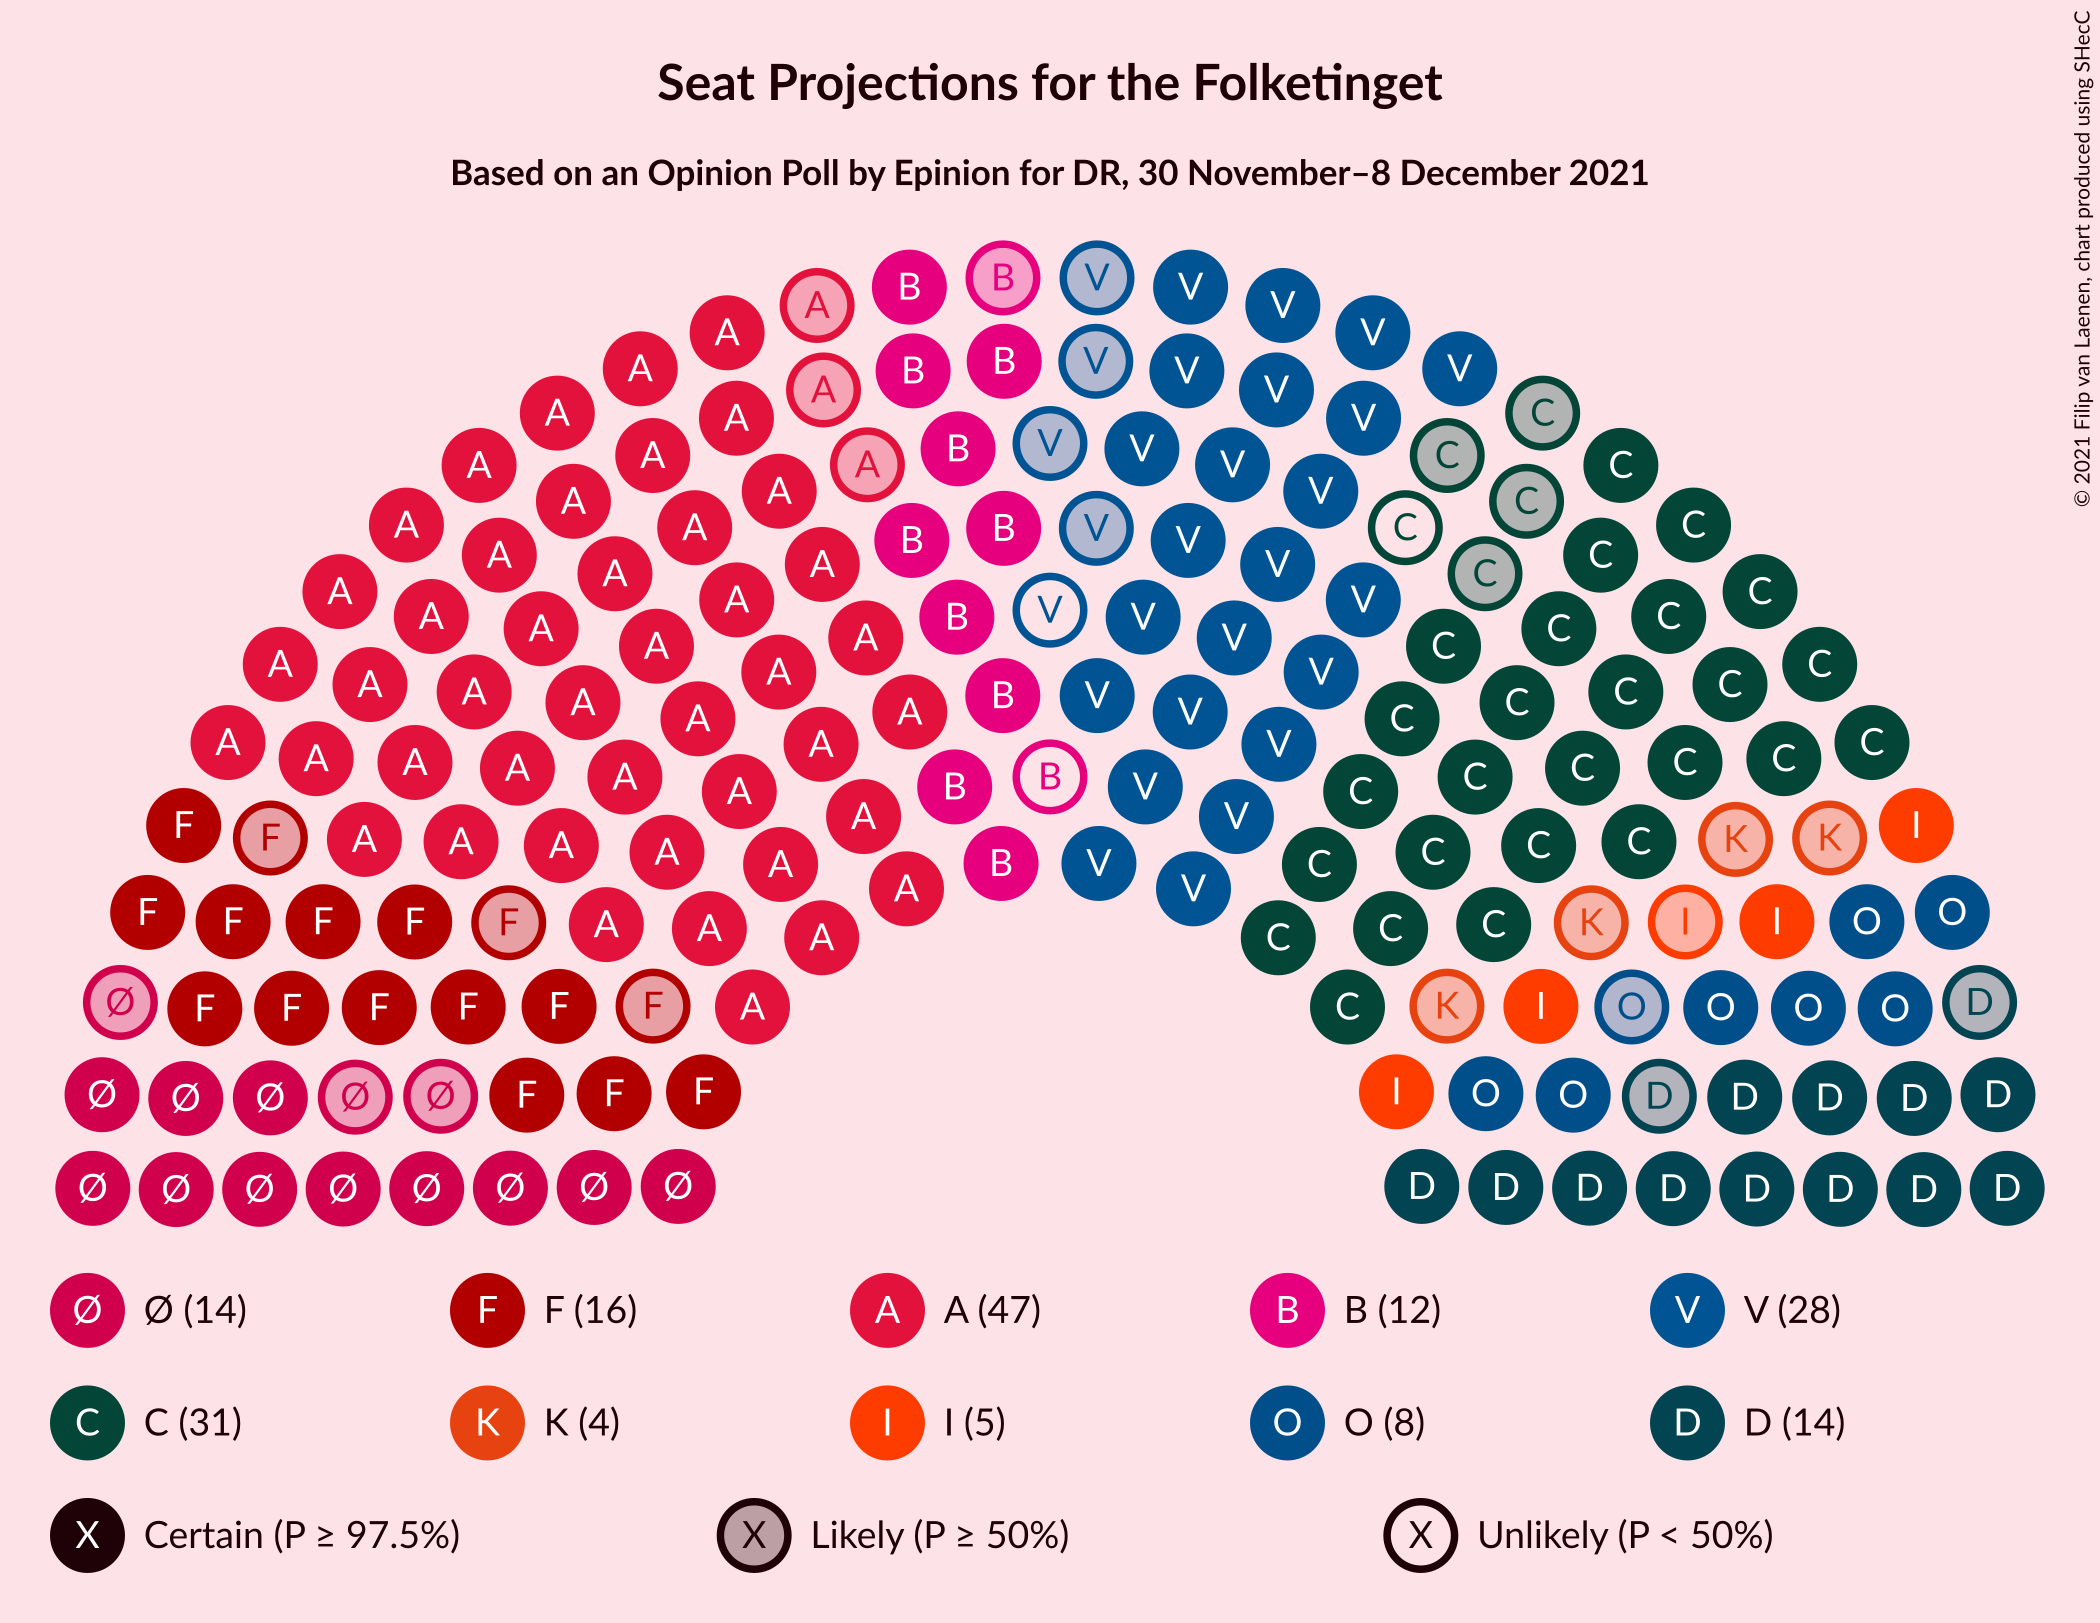 Seat Projections for the Folketinget
Based on an Opinion Poll by Epinion for DR, 30 November–8 December 2021
© 2021 Filip van Laenen, chart produced using SHecC
B B V V
A V
A V
A B B V V V
A V
A A V C
A B V V C
A A V C
A A C
A A B B V V C C
A A V C
A A V C
A A A V C C
A B V V C
A A V C
A A A V C C C
A A C
A A A V C C C
A A B V V C C
A A A C C
A A V C
A A A A V C C C C
A A B B V C C
A A V C C
F A I
F A A A A K K
A A B V C C C C
A V
F F F F F A A A C C C K I I O O
Ø F F F F F F A C K I O O O O D
Ø Ø Ø Ø Ø F F F I O O D D D D D
Ø Ø Ø Ø Ø Ø Ø Ø D D D D D D D D
Ø Ø (14) F F (16) A A (47) B B (12) V V (28)
C C (31) K K (4) I I (5) O O (8) D D (14)
X Certain (P ≥ 97.5%) X Likely (P ≥ 50%) X Unlikely (P < 50%)